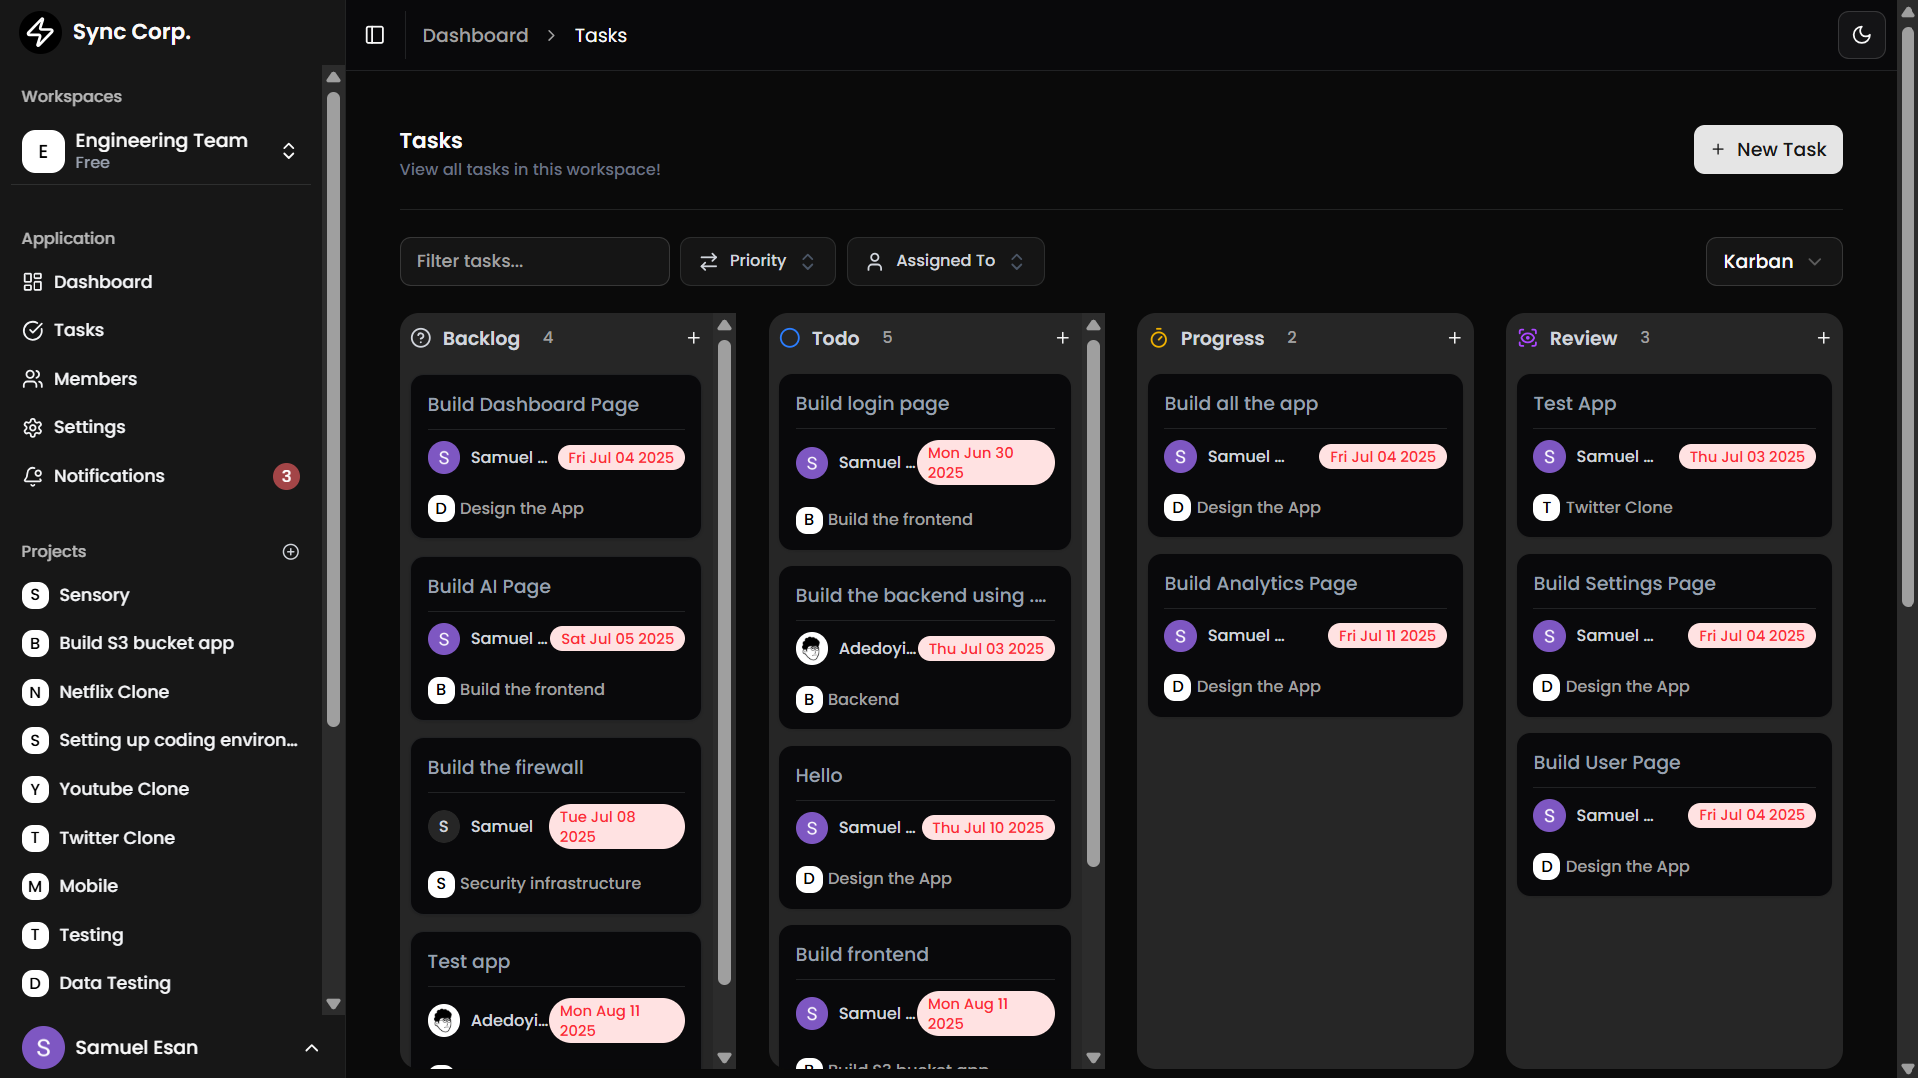 Sync Corp.
Workspaces
E
Engineering Team
Free
Application
Dashboard
Tasks
Members
Settings
Notifications
3
Projects
S
Sensory
B
Build S3 bucket app
N
Netflix Clone
S
Setting up coding environ...
Y
Youtube Clone
T
Twitter Clone
M
Mobile
T
Testing
D
Data Testing
S
Samuel Esan
Dashboard
Tasks
Tasks
View all tasks in this workspace!
+ New Task
Filter tasks...
Priority
Assigned To
Karban
Backlog 4 +
Build Dashboard Page
S
Samuel ...
Fri Jul 04 2025
D
Design the App
Build AI Page
S
Samuel ...
Sat Jul 05 2025
B
Build the frontend
Build the firewall
S
Samuel
Tue Jul 08
2025
S
Security infrastructure
Test app
Adedoyi...
Mon Aug 11
2025
Todo 5 +
Build login page
S
Samuel ...
Mon Jun 30
2025
B
Build the frontend
Build the backend using ....
Adedoyi...
Thu Jul 03 2025
B
Backend
Hello
S
Samuel ...
Thu Jul 10 2025
D
Design the App
Build frontend
S
Samuel ...
Mon Aug 11
2025
B
Build S3 bucket app
Progress 2 +
Build all the app
S
Samuel ...
Fri Jul 04 2025
D
Design the App
Build Analytics Page
S
Samuel ...
Fri Jul 11 2025
D
Design the App
Review 3 +
Test App
S
Samuel ...
Thu Jul 03 2025
T
Twitter Clone
Build Settings Page
S
Samuel ...
Fri Jul 04 2025
D
Design the App
Build User Page
S
Samuel ...
Fri Jul 04 2025
D
Design the App